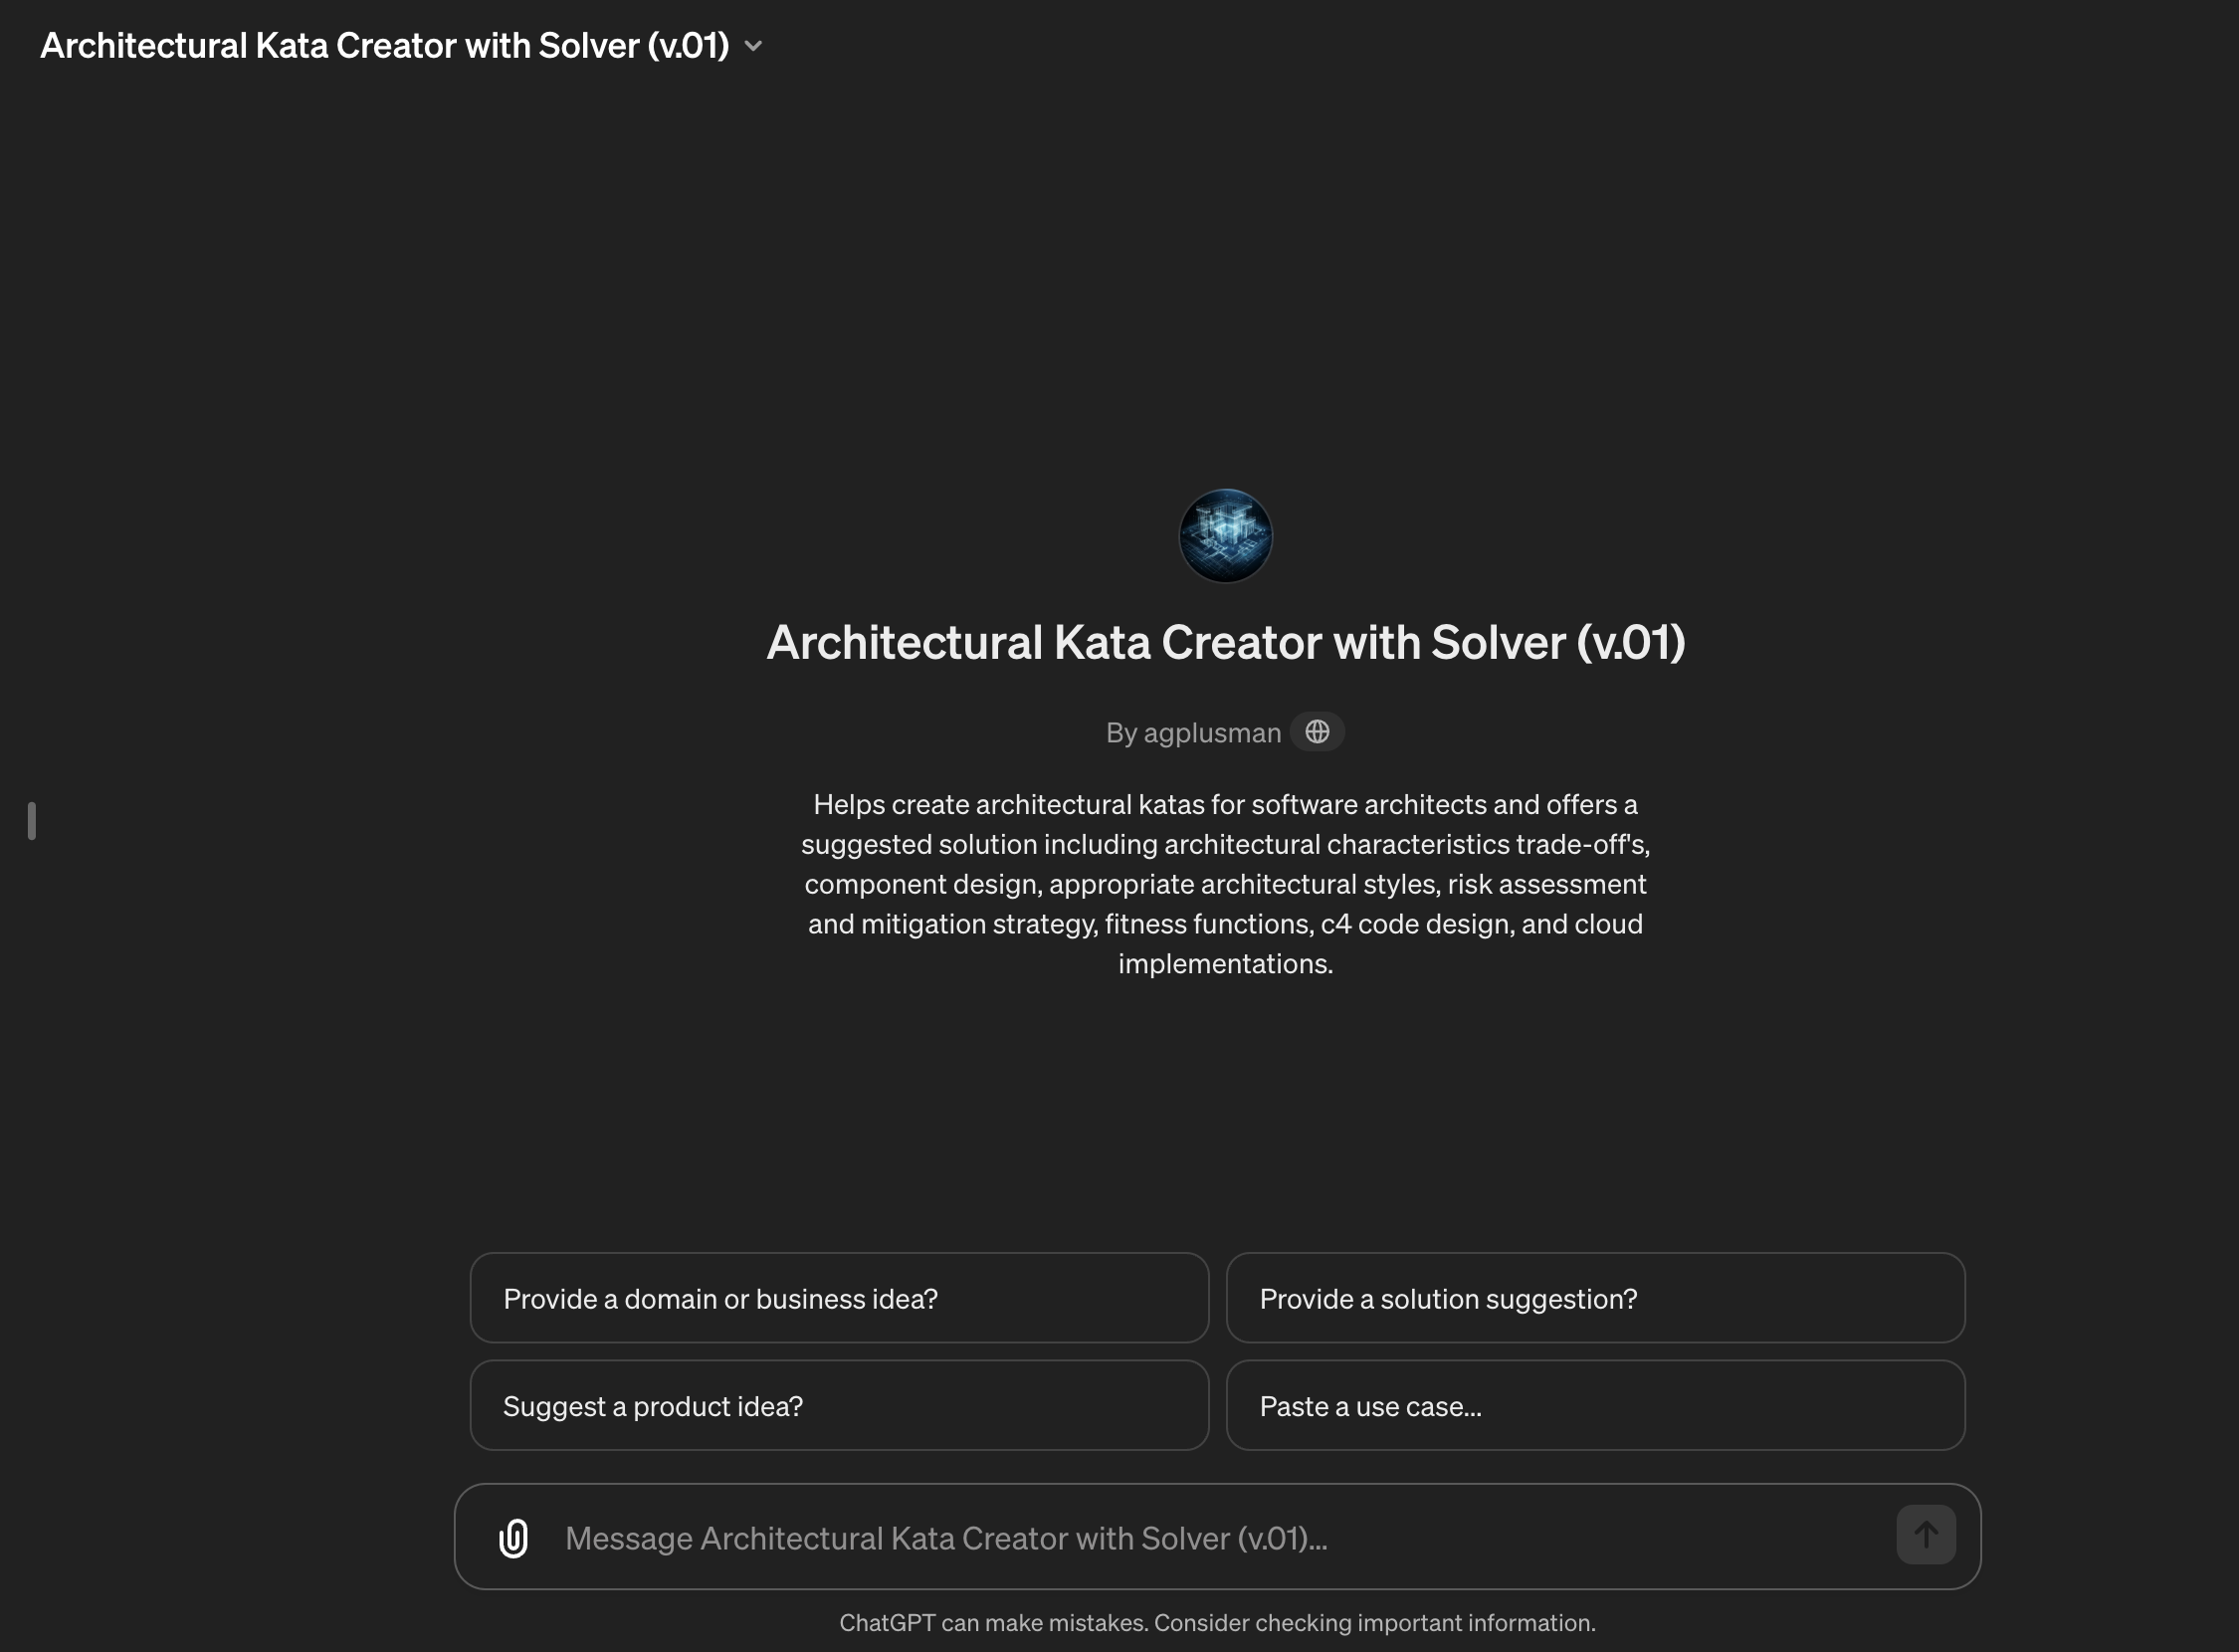 Architectural Kata Creator with Solver (v.01)
Architectural Kata Creator with Solver (v.01)
By agplusman
Helps create architectural katas for software architects and offers a
suggested solution including architectural characteristics trade-off's,
component design, appropriate architectural styles, risk assessment
and mitigation strategy, fitness functions, c4 code design, and cloud
implementations.
Provide a domain or business idea?
Provide a solution suggestion?
Suggest a product idea?
Paste a use case...
Message Architectural Kata Creator with Solver (v.01)...
ChatGPT can make mistakes. Consider checking important information.